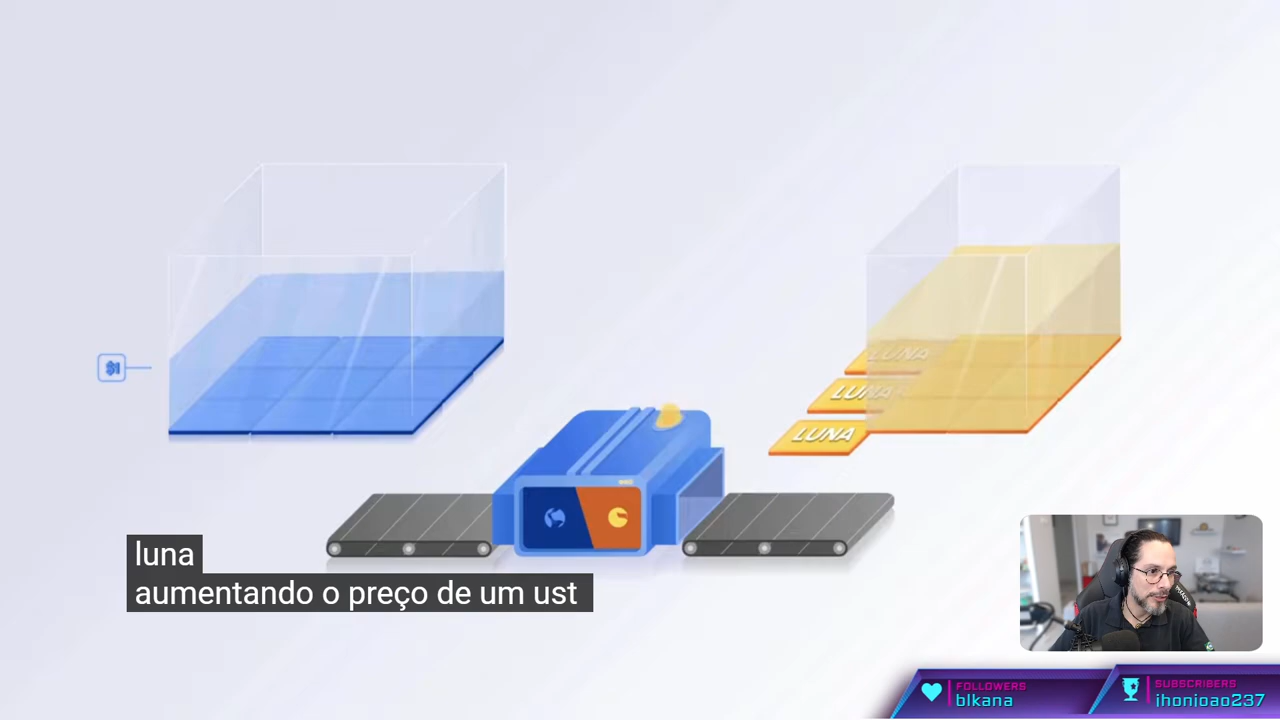 $1
LUNA
LUNA
LUNA
luna
aumentando o preço de um ust
FOLLOWERS
blkana
SUBSCRIBERS
jhonjoao237